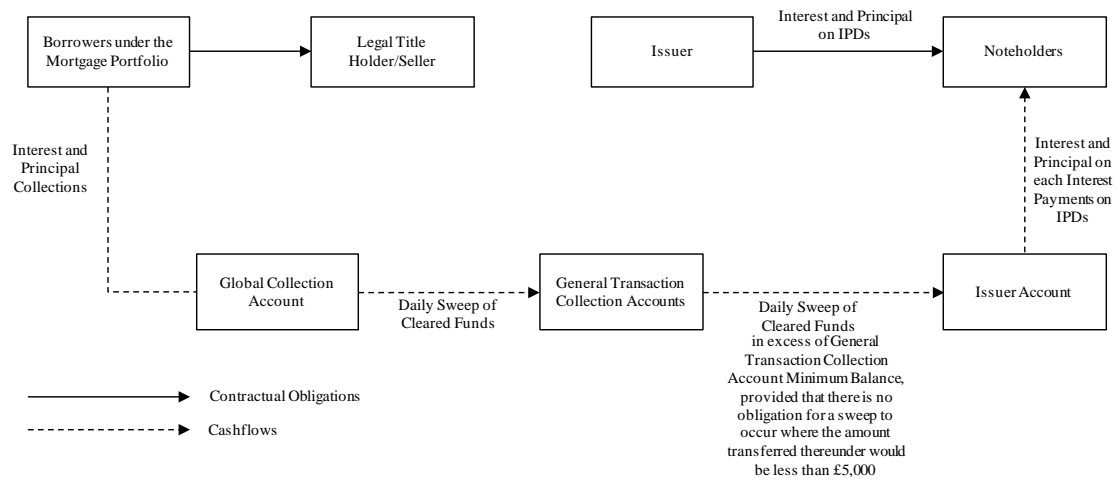 Borrowers under the
Mortgage Portfolio
Legal Title
Holder/Seller
Issuer
Interest and Principal
on IPDs
Noteholders
Interest and
Principal
Collections
Interest and
Principal on
each Interest
Payments on
IPDs
Global Collection
Account
Daily Sweep of
Cleared Funds
General Transaction
Collection Accounts
Daily Sweep of
Cleared Funds
in excess of General
Transaction Collection
Account Minimum Balance,
provided that there is no
obligation for a sweep to
occur where the amount
transferred thereunder would
be less than £5,000
Issuer Account
Contractual Obligations
Cashflows